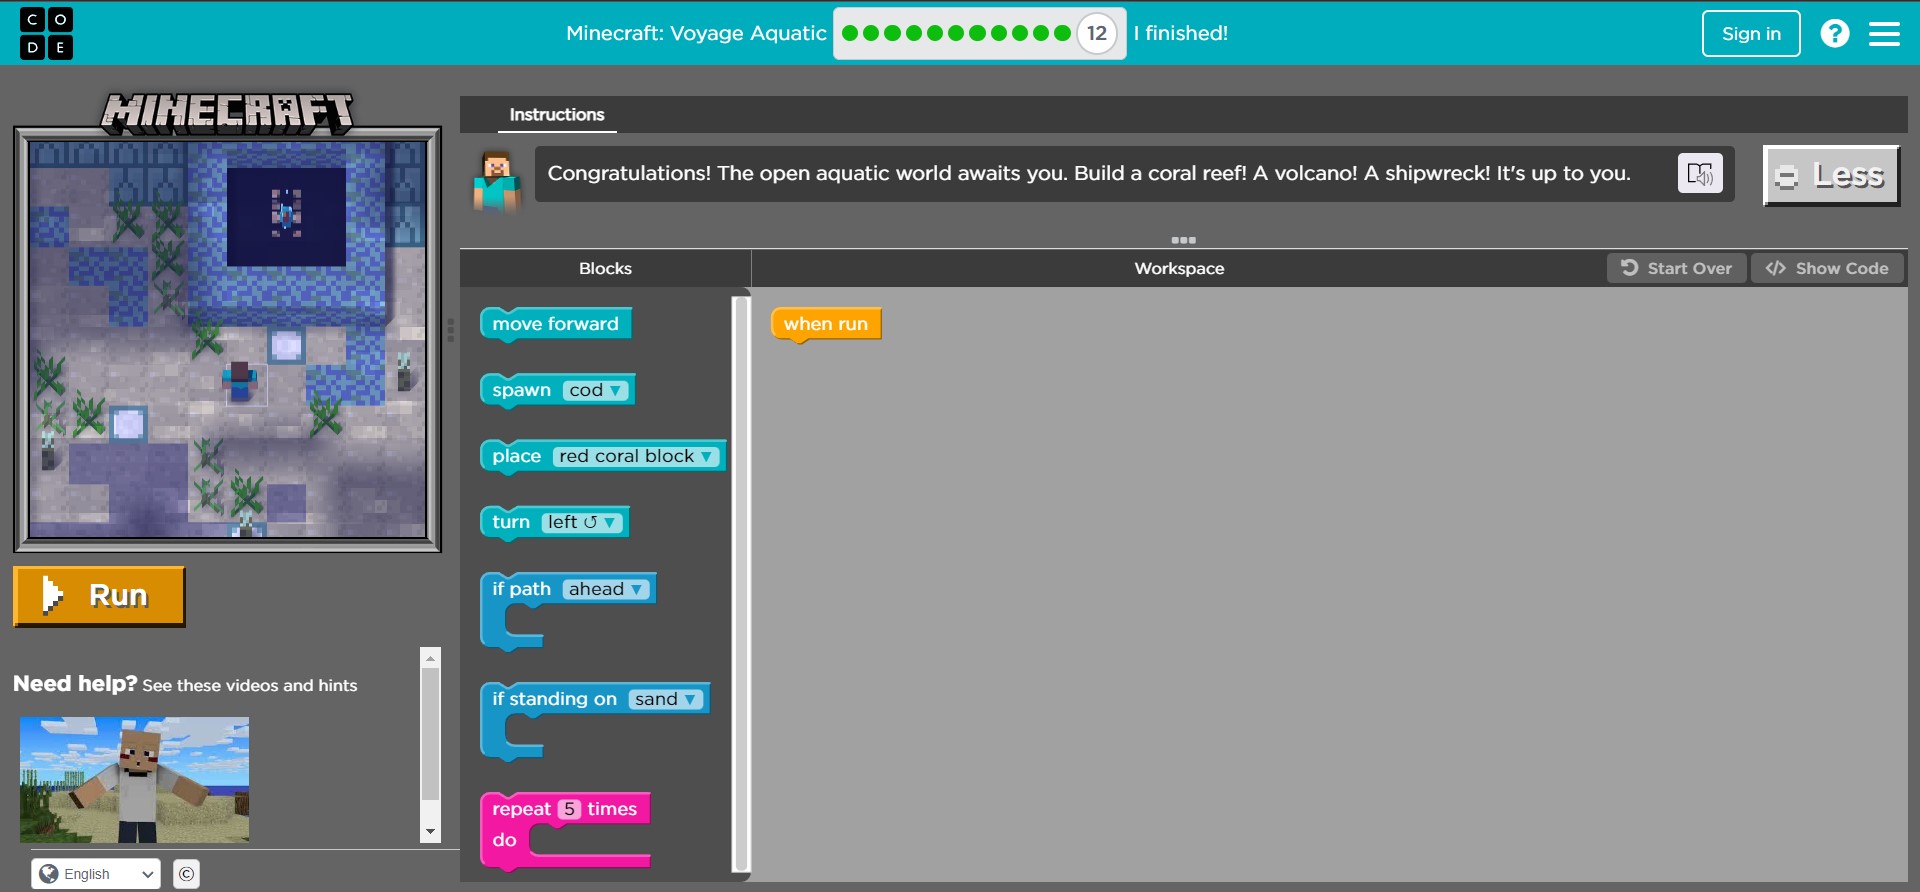 CODE
Minecraft: Voyage Aquatic
12
I finished!
Sign in
?
MINECRAFT
Instructions
Congratulations! The open aquatic world awaits you. Build a coral reef! A volcano! A shipwreck! It's up to you.
Less
Blocks
Workspace
Start Over
</> Show Code
move forward
when run
spawn cod ▼
place red coral block ▼
turn left ↺ ▼
if path ahead ▼
if standing on sand ▼
repeat 5 times
do
Run
Need help? See these videos and hints
English
©